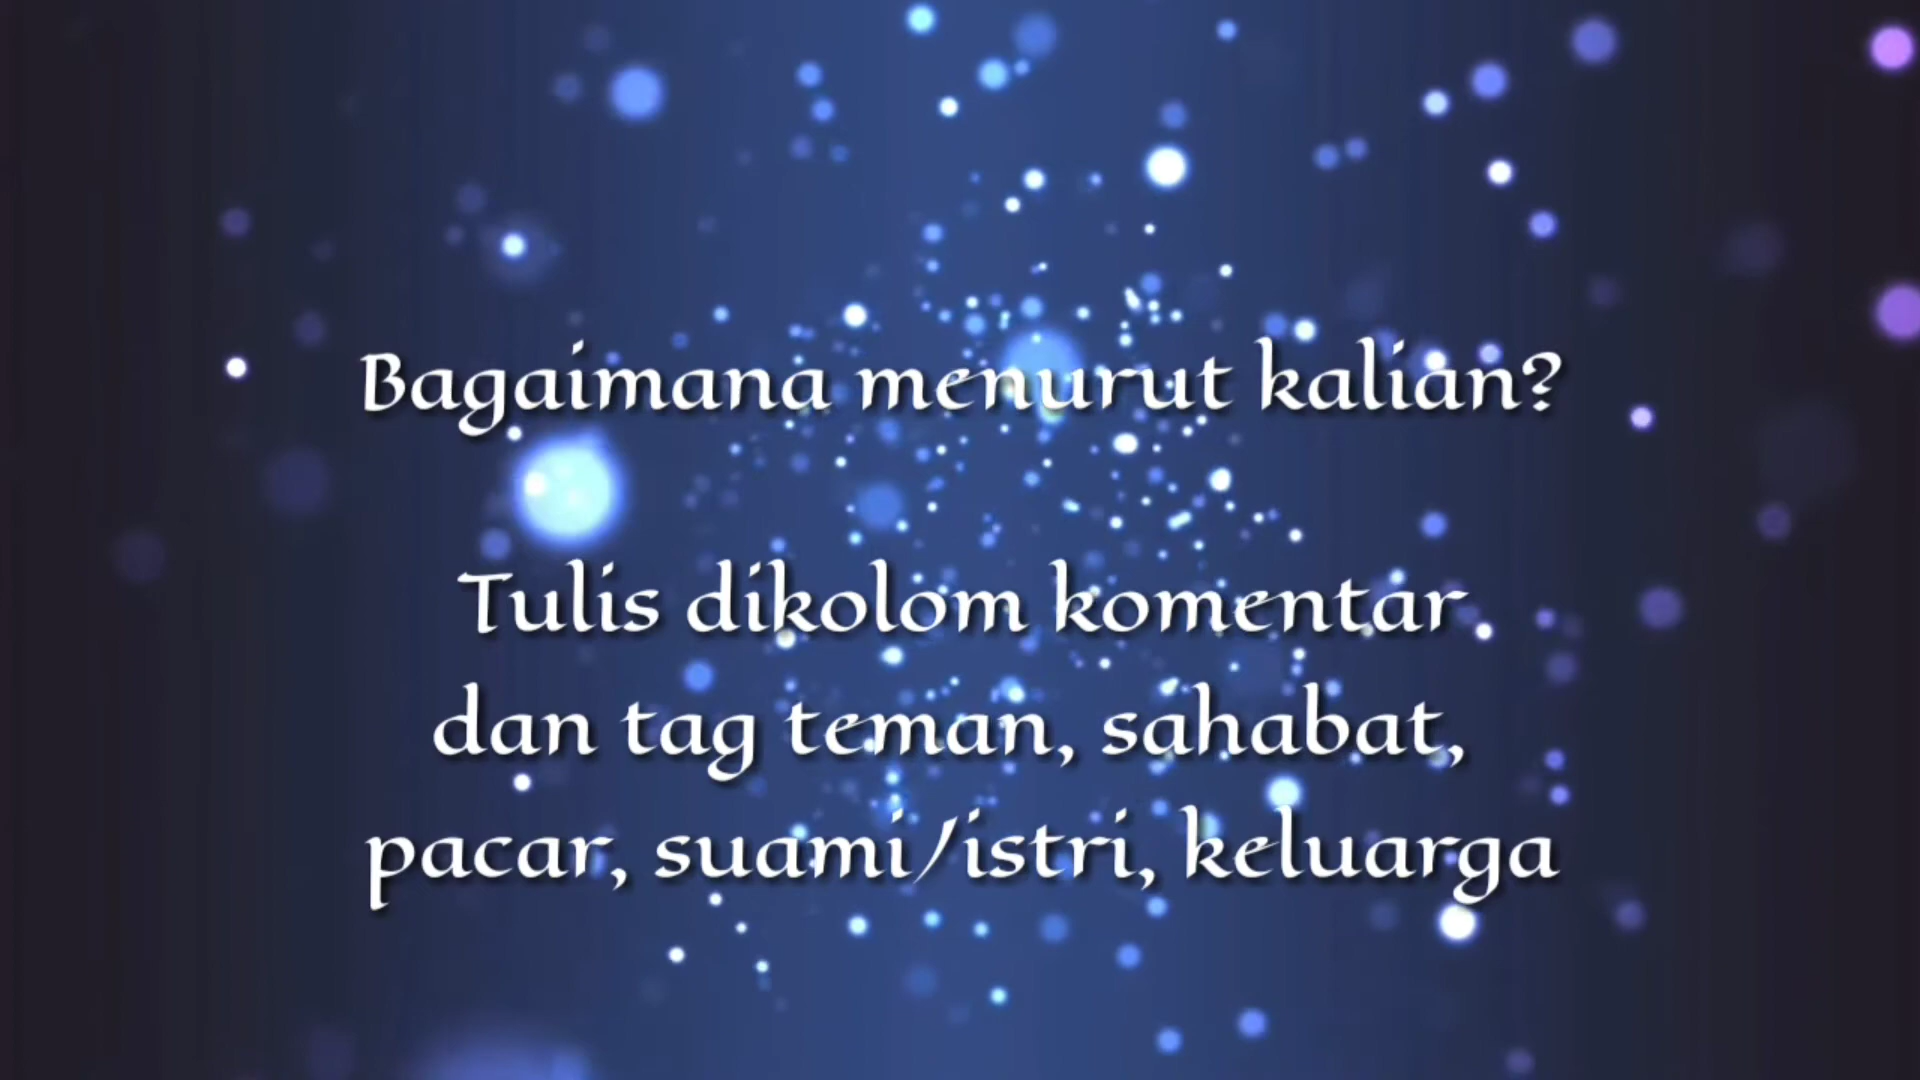 Bagaimana menurut kalian?
Tulis dikolom komentar
dan tag teman, sahabat,
pacar, suami/istri, keluarga